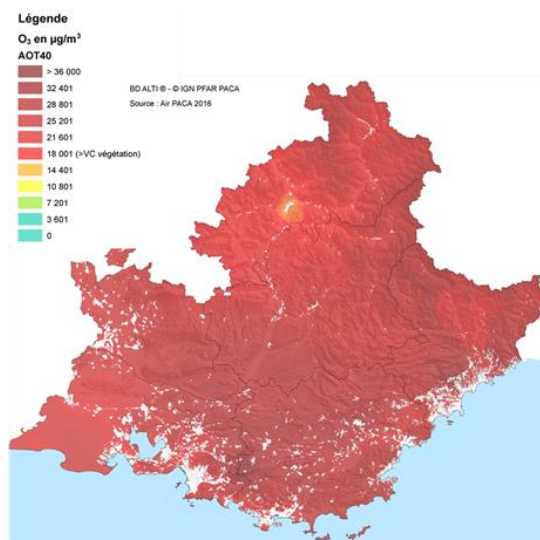 Légende
O₃ en µg/m³
AOT40
> 36 000
32 401
28 801
25 201
21 601
18 001 (>VC végétation)
14 401
10 801
7 201
3 601
0
BD ALTI ® - © IGN PFAR PACA
Source : Air PACA 2016